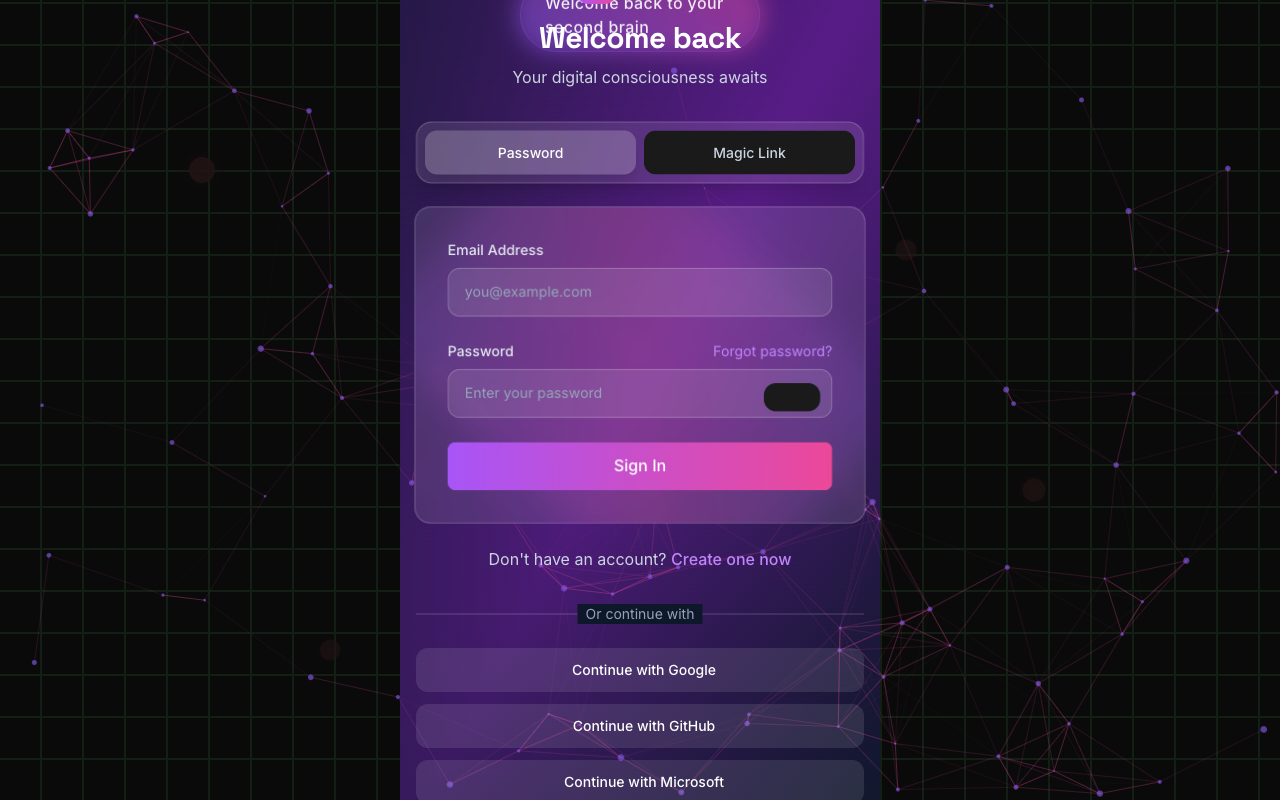 Welcome back to your
second brain
Welcome back
Your digital consciousness awaits
Password
Magic Link
Email Address
you@example.com
Password
Forgot password?
Enter your password
Sign In
Don't have an account? Create one now
Or continue with
Continue with Google
Continue with GitHub
Continue with Microsoft